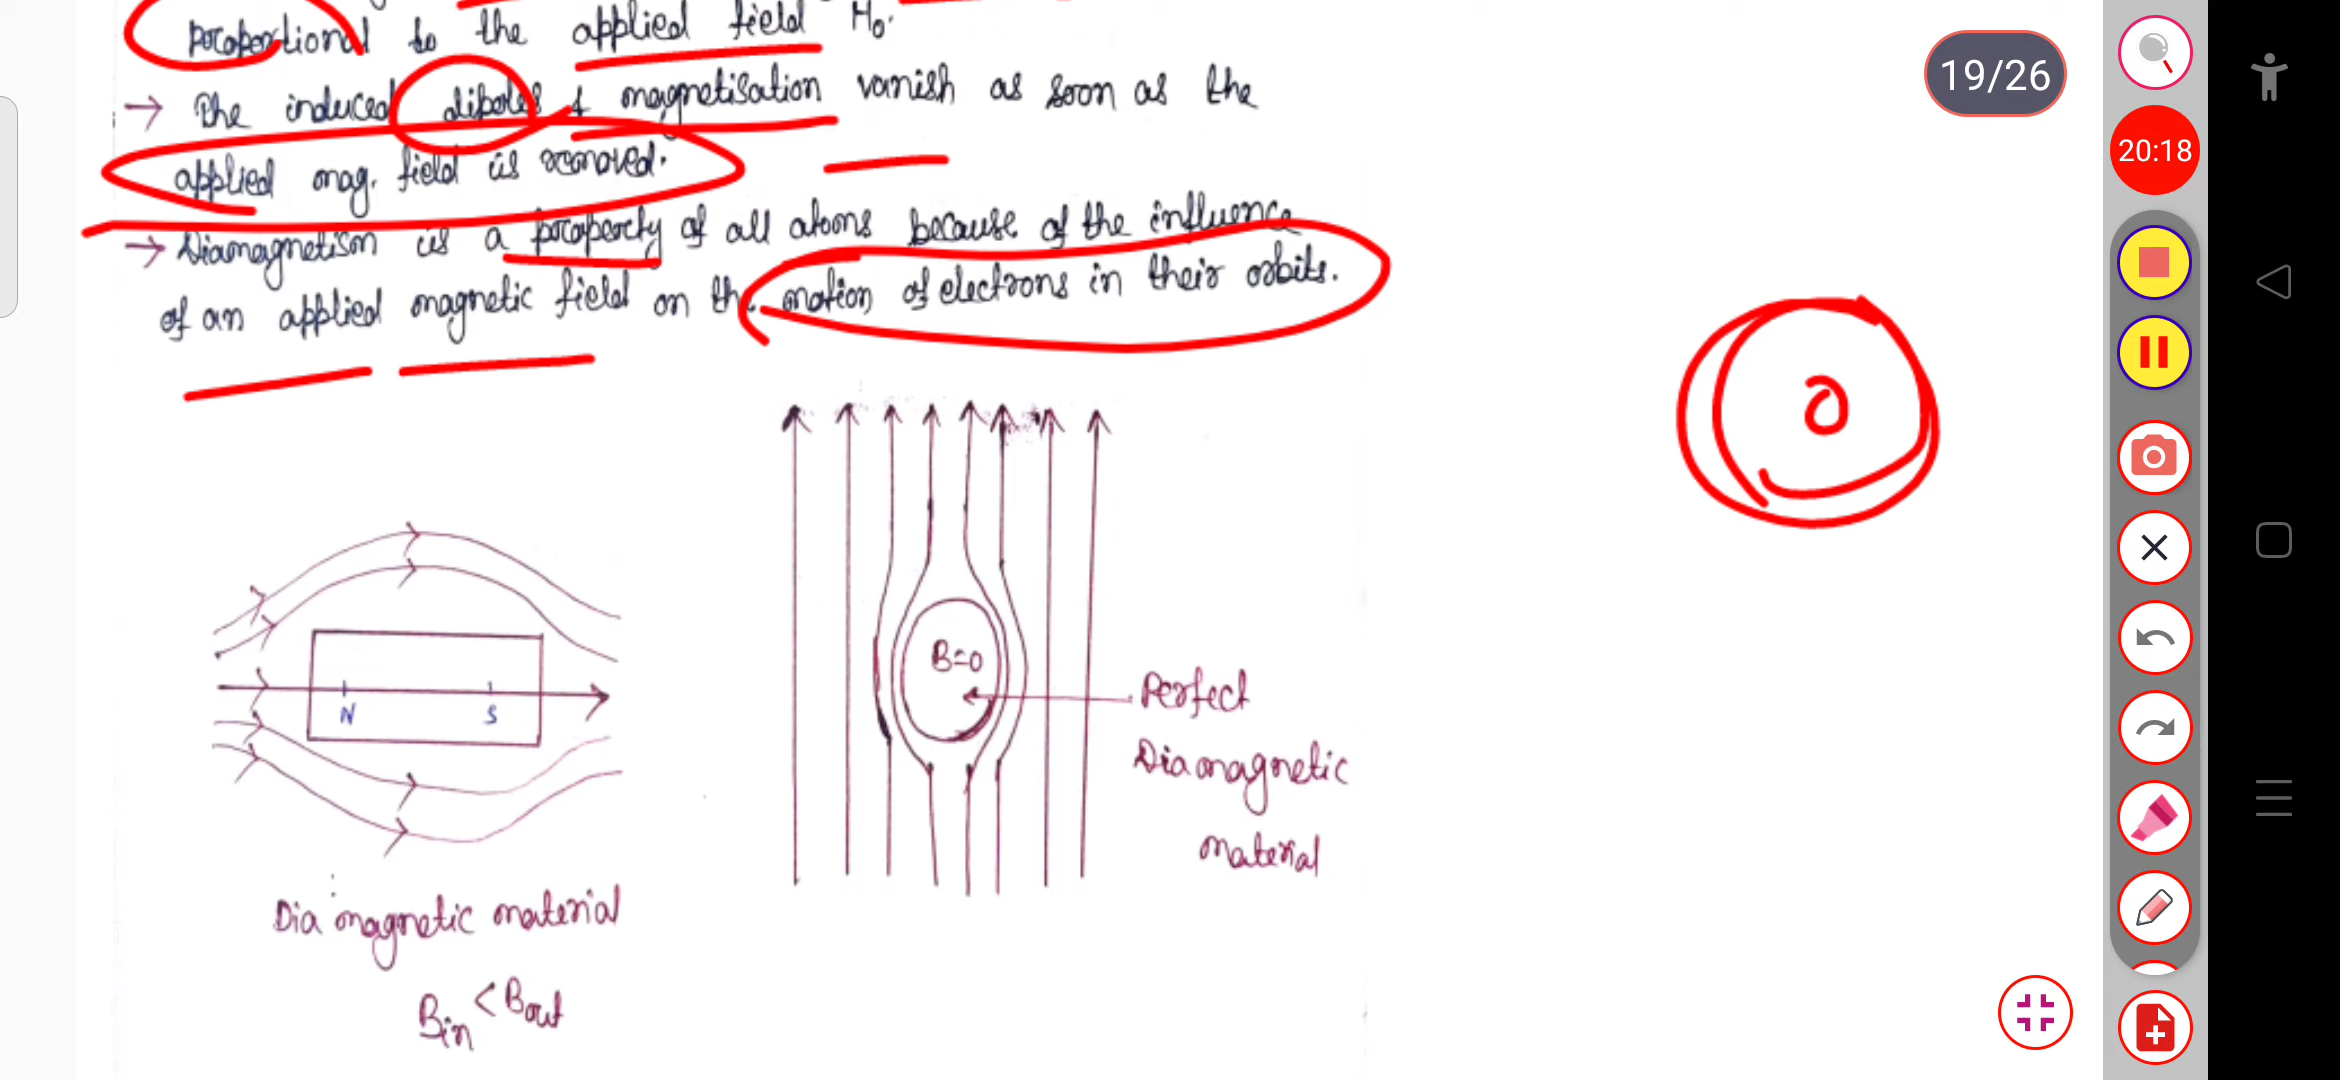 proportional to the applied field H₀.
→ The induced dipoles & magnetisation vanish as soon as the
applied mag. field is removed.
→ Diamagnetism is a property of all atoms because of the influence
of an applied magnetic field on the motion of electrons in their orbits.
19/26
20:18
N S
Dia magnetic material
Bin < Bout
B=0
Perfect
Diamagnetic
material